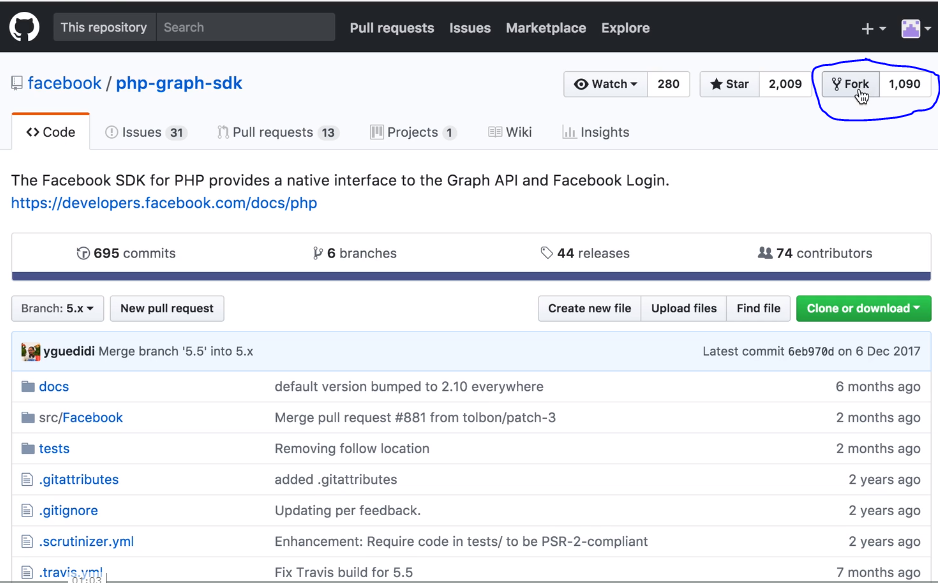 This repository Search Pull requests Issues Marketplace Explore
facebook / php-graph-sdk Watch 280 Star 2,009 Fork 1,090
Code Issues 31 Pull requests 13 Projects 1 Wiki Insights
The Facebook SDK for PHP provides a native interface to the Graph API and Facebook Login.
https://developers.facebook.com/docs/php
695 commits 6 branches 44 releases 74 contributors
Branch: 5.x New pull request Create new file Upload files Find file Clone or download
yguedidi Merge branch '5.5' into 5.x Latest commit 6eb970d on 6 Dec 2017
docs default version bumped to 2.10 everywhere 6 months ago
src/Facebook Merge pull request #881 from tolbon/patch-3 2 months ago
tests Removing follow location 2 months ago
.gitattributes added .gitattributes 2 years ago
.gitignore Updating per feedback. 2 years ago
.scrutinizer.yml Enhancement: Require code in tests/ to be PSR-2-compliant 2 years ago
.travis.yml Fix Travis build for 5.5 7 months ago
01:03